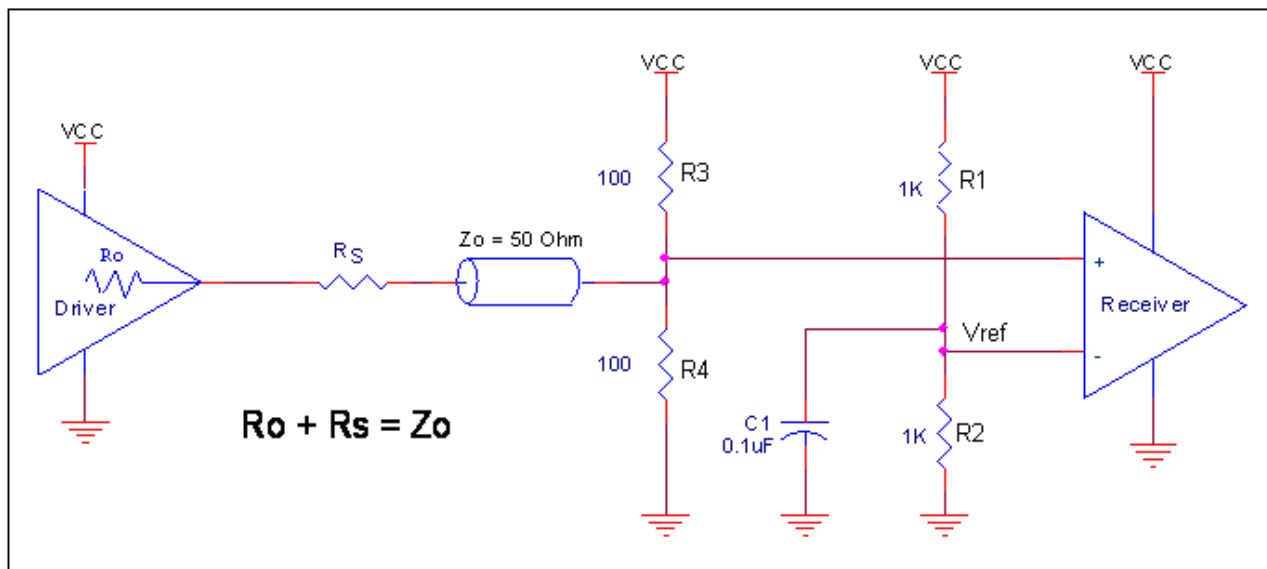 VCC
VCC
VCC
VCC
R3
100
R1
1K
Zo = 50 Ohm
Ro
RS
Driver
+
Receiver
Vref
-
R4
100
Ro + Rs = Zo
C1
0.1uF
R2
1K